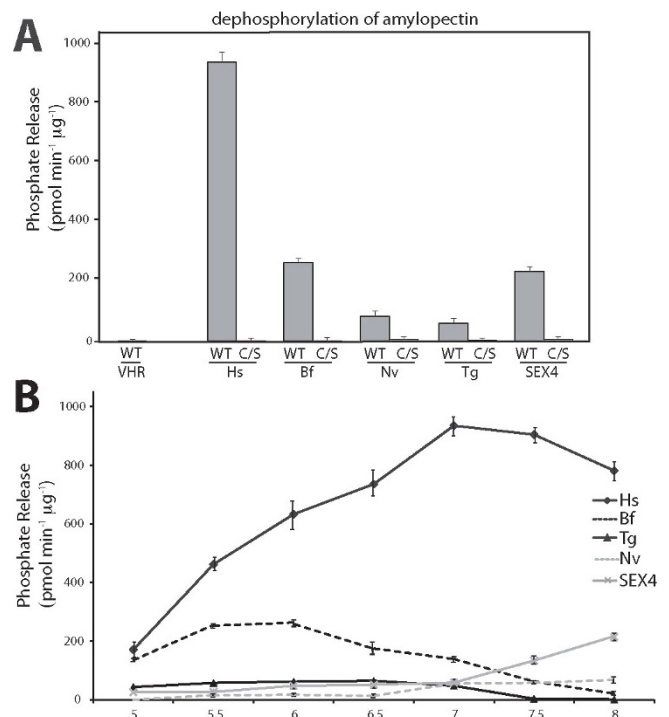 A
dephosphorylation of amylopectin
Phosphate Release
(pmol min⁻¹ μg⁻¹)
1000
800
600
400
200
0
WT WT C/S WT C/S WT C/S WT C/S WT C/S
VHR Hs Bf Nv Tg SEX4
B
Phosphate Release
(pmol min⁻¹ μg⁻¹)
1000
800
600
400
200
0
Hs
Bf
Tg
Nv
SEX4
5 5.5 6 6.5 7 7.5 8